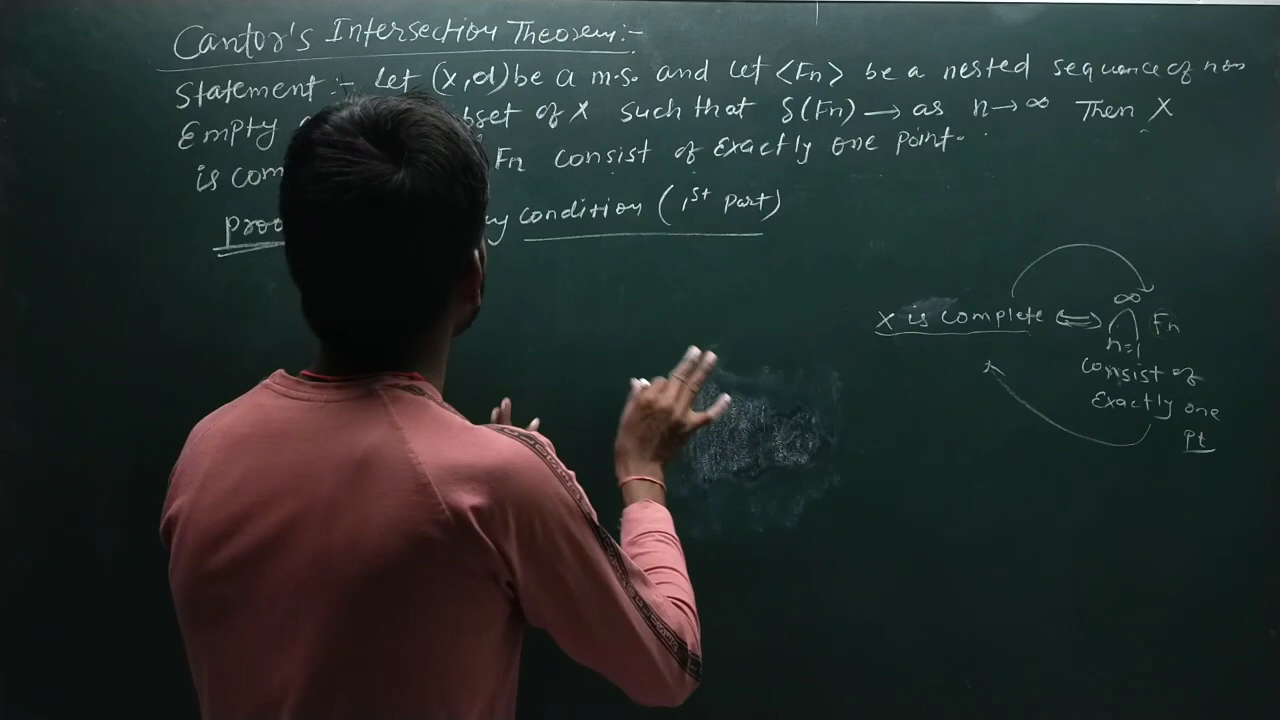 Cantor's Intersection Theorem:-
Statement:- Let (X,d) be a m.s. and Let <Fn> be a nested sequence of non
Empty subset of X such that δ(Fn) → as n→∞ Then X
is com Fn consist of exactly one point.
proo condition (1st part)
X is complete ⇔ ∞
∩ Fn
n=1
consist of
exactly one
pt